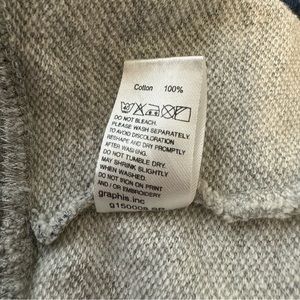 Cotton 100%
DO NOT BLEACH.
PLEASE WASH SEPARATELY.
TO AVOID DISCOLORATION
RESHAPE AND DRY PROMPTLY
AFTER WASHING.
DO NOT TUMBLE DRY.
MAY SHRINK SLIGHTLY
WHEN WASHED.
DO NOT IRON ON PRINT
AND / OR EMBROIDERY
graphis.inc